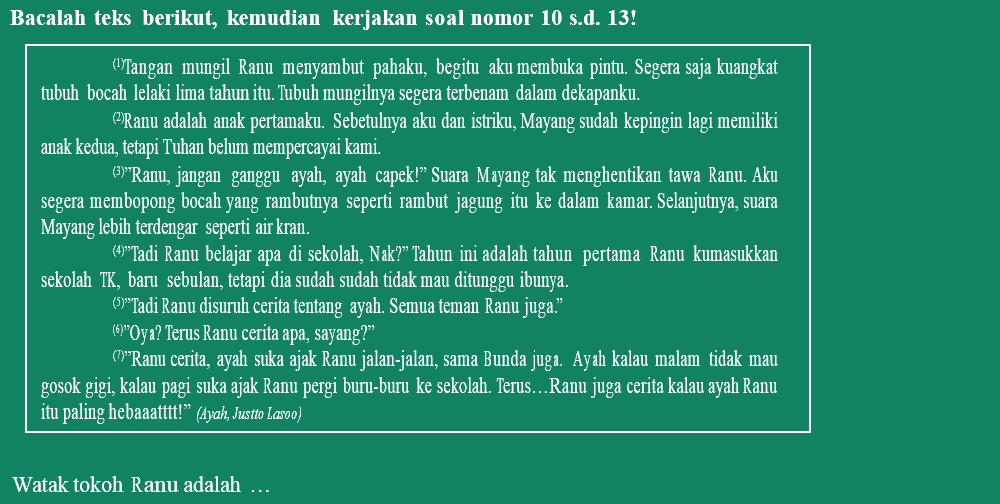 Bacalah teks berikut, kemudian kerjakan soal nomor 10 s.d. 13!
(1)Tangan mungil Ranu menyambut pahaku, begitu aku membuka pintu. Segera saja kuangkat
tubuh bocah lelaki lima tahun itu. Tubuh mungilnya segera terbenam dalam dekapanku.
(2)Ranu adalah anak pertamaku. Sebetulnya aku dan istriku, Mayang sudah kepingin lagi memiliki
anak kedua, tetapi Tuhan belum mempercayai kami.
(3)”Ranu, jangan ganggu ayah, ayah capek!” Suara Mayang tak menghentikan tawa Ranu. Aku
segera membopong bocah yang rambutnya seperti rambut jagung itu ke dalam kamar. Selanjutnya, suara
Mayang lebih terdengar seperti air kran.
(4)”Tadi Ranu belajar apa di sekolah, Nak?” Tahun ini adalah tahun pertama Ranu kumasukkan
sekolah TK, baru sebulan, tetapi dia sudah sudah tidak mau ditunggu ibunya.
(5)”Tadi Ranu disuruh cerita tentang ayah. Semua teman Ranu juga.”
(6)”Oya? Terus Ranu cerita apa, sayang?”
(7)”Ranu cerita, ayah suka ajak Ranu jalan-jalan, sama Bunda juga. Ayah kalau malam tidak mau
gosok gigi, kalau pagi suka ajak Ranu pergi buru-buru ke sekolah. Terus…Ranu juga cerita kalau ayah Ranu
itu paling hebaaatttt!” (Ayah, Justto Lasoo)
Watak tokoh Ranu adalah …